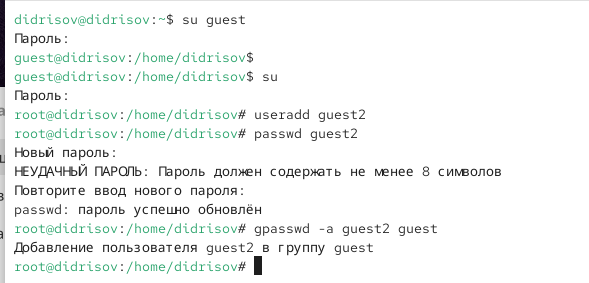 didrisov@didrisov:~$ su guest
Пароль:
guest@didrisov:/home/didrisov$
guest@didrisov:/home/didrisov$ su
Пароль:
root@didrisov:/home/didrisov# useradd guest2
root@didrisov:/home/didrisov# passwd guest2
Новый пароль:
НЕУДАЧНЫЙ ПАРОЛЬ: Пароль должен содержать не менее 8 символов
Повторите ввод нового пароля:
passwd: пароль успешно обновлён
root@didrisov:/home/didrisov# gpasswd -a guest2 guest
Добавление пользователя guest2 в группу guest
root@didrisov:/home/didrisov#